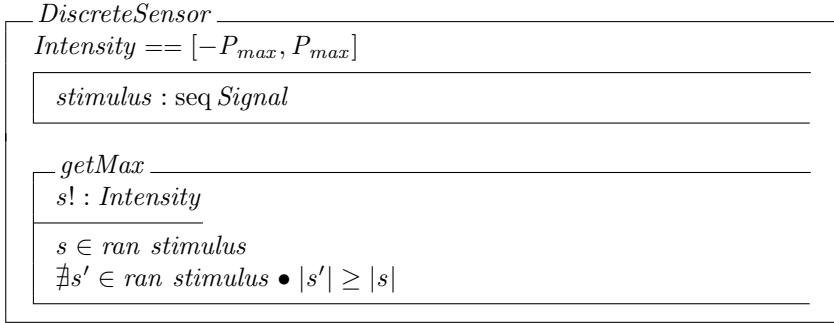 DiscreteSensor
Intensity == [−P_max, P_max]
stimulus : seq Signal
getMax
s! : Intensity
s ∈ ran stimulus
∄s′ ∈ ran stimulus • |s′| ≥ |s|